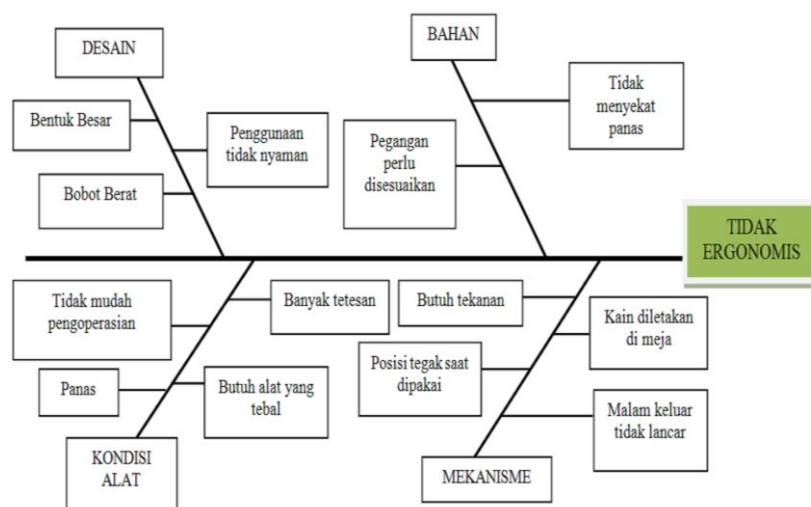 DESAIN
BAHAN
Bentuk Besar
Penggunaan
tidak nyaman
Bobot Berat
Pegangan
perlu
disesuaikan
Tidak
menyekat
panas
TIDAK
ERGONOMIS
Tidak mudah
pengoperasian
Banyak tetesan
Panas
Butuh alat yang
tebal
KONDISI
ALAT
Butuh tekanan
Kain diletakan
di meja
Posisi tegak saat
dipakai
Malam keluar
tidak lancar
MEKANISME